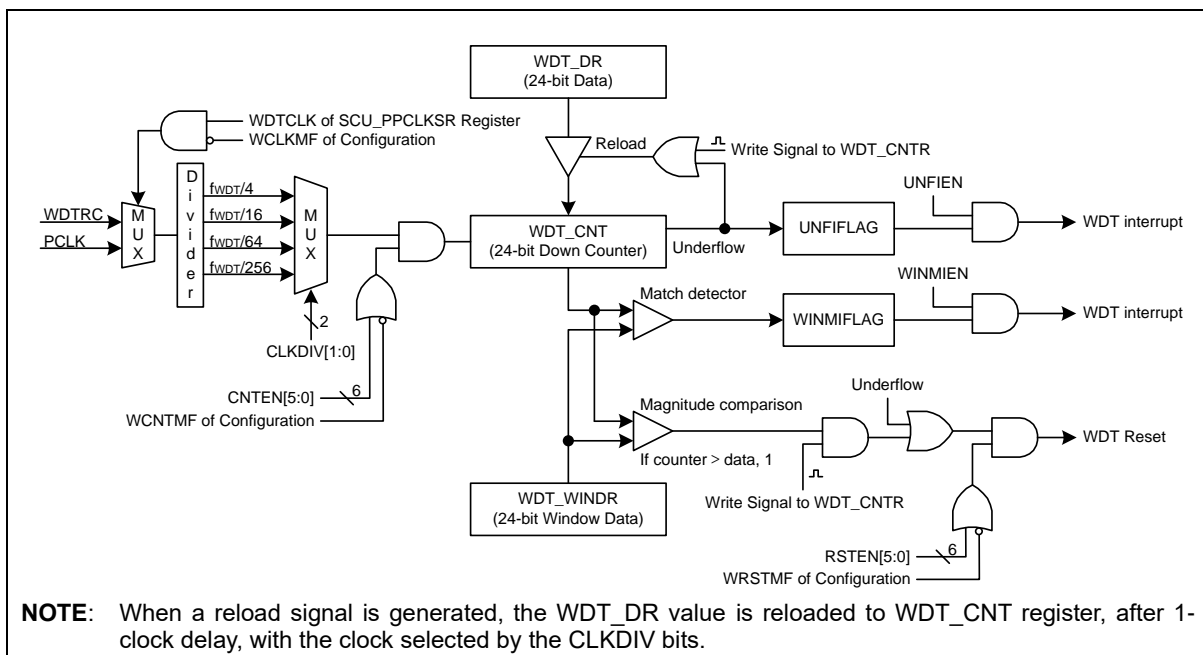 WDT_DR
(24-bit Data)
WDTCLK of SCU_PPCLKSR Register
WCLKMF of Configuration
Reload
Write Signal to WDT_CNTR
Divider
fWDT/4
fWDT/16
fWDT/64
fWDT/256
MUX
MUX
WDTRC
PCLK
2
CLKDIV[1:0]
CNTEN[5:0]
6
WCNTMF of Configuration
WDT_CNT
(24-bit Down Counter)
Underflow
UNFIEN
UNFIFLAG
WDT interrupt
Match detector
WINMIEN
WINMIFLAG
WDT interrupt
Underflow
Magnitude comparison
If counter > data, 1
WDT Reset
Write Signal to WDT_CNTR
WDT_WINDR
(24-bit Window Data)
RSTEN[5:0]
6
WRSTMF of Configuration
NOTE: When a reload signal is generated, the WDT_DR value is reloaded to WDT_CNT register, after 1-
clock delay, with the clock selected by the CLKDIV bits.